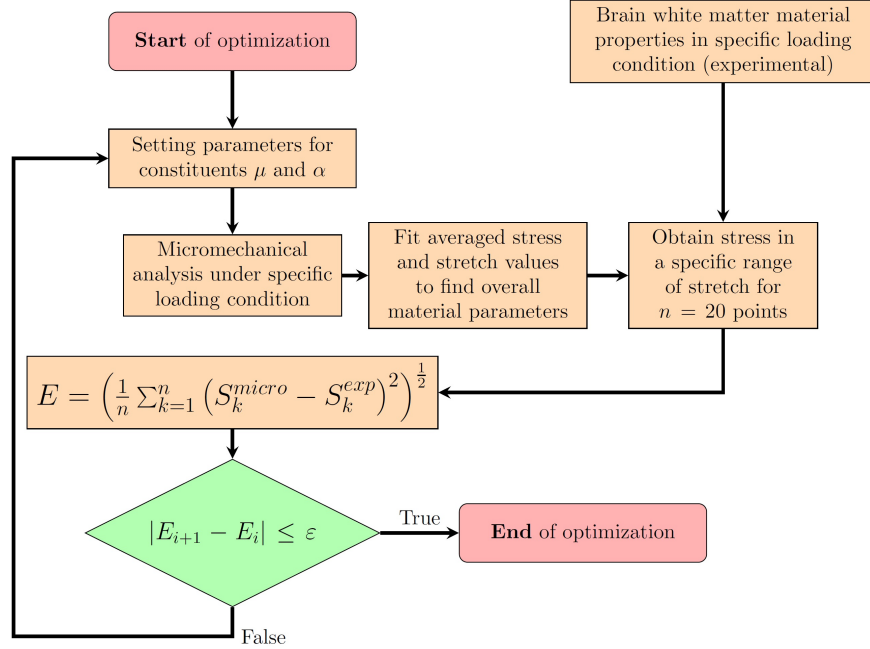 Start of optimization
Brain white matter material
properties in specific loading
condition (experimental)
Setting parameters for
constituents μ and α
Micromechanical
analysis under specific
loading condition
Fit averaged stress
and stretch values
to find overall
material parameters
Obtain stress in
a specific range
of stretch for
n = 20 points
E = (1/n ∑_{k=1}^{n} (S_k^{micro} − S_k^{exp})^2)^{1/2}
|E_{i+1} − E_i| ≤ ε
True
End of optimization
False